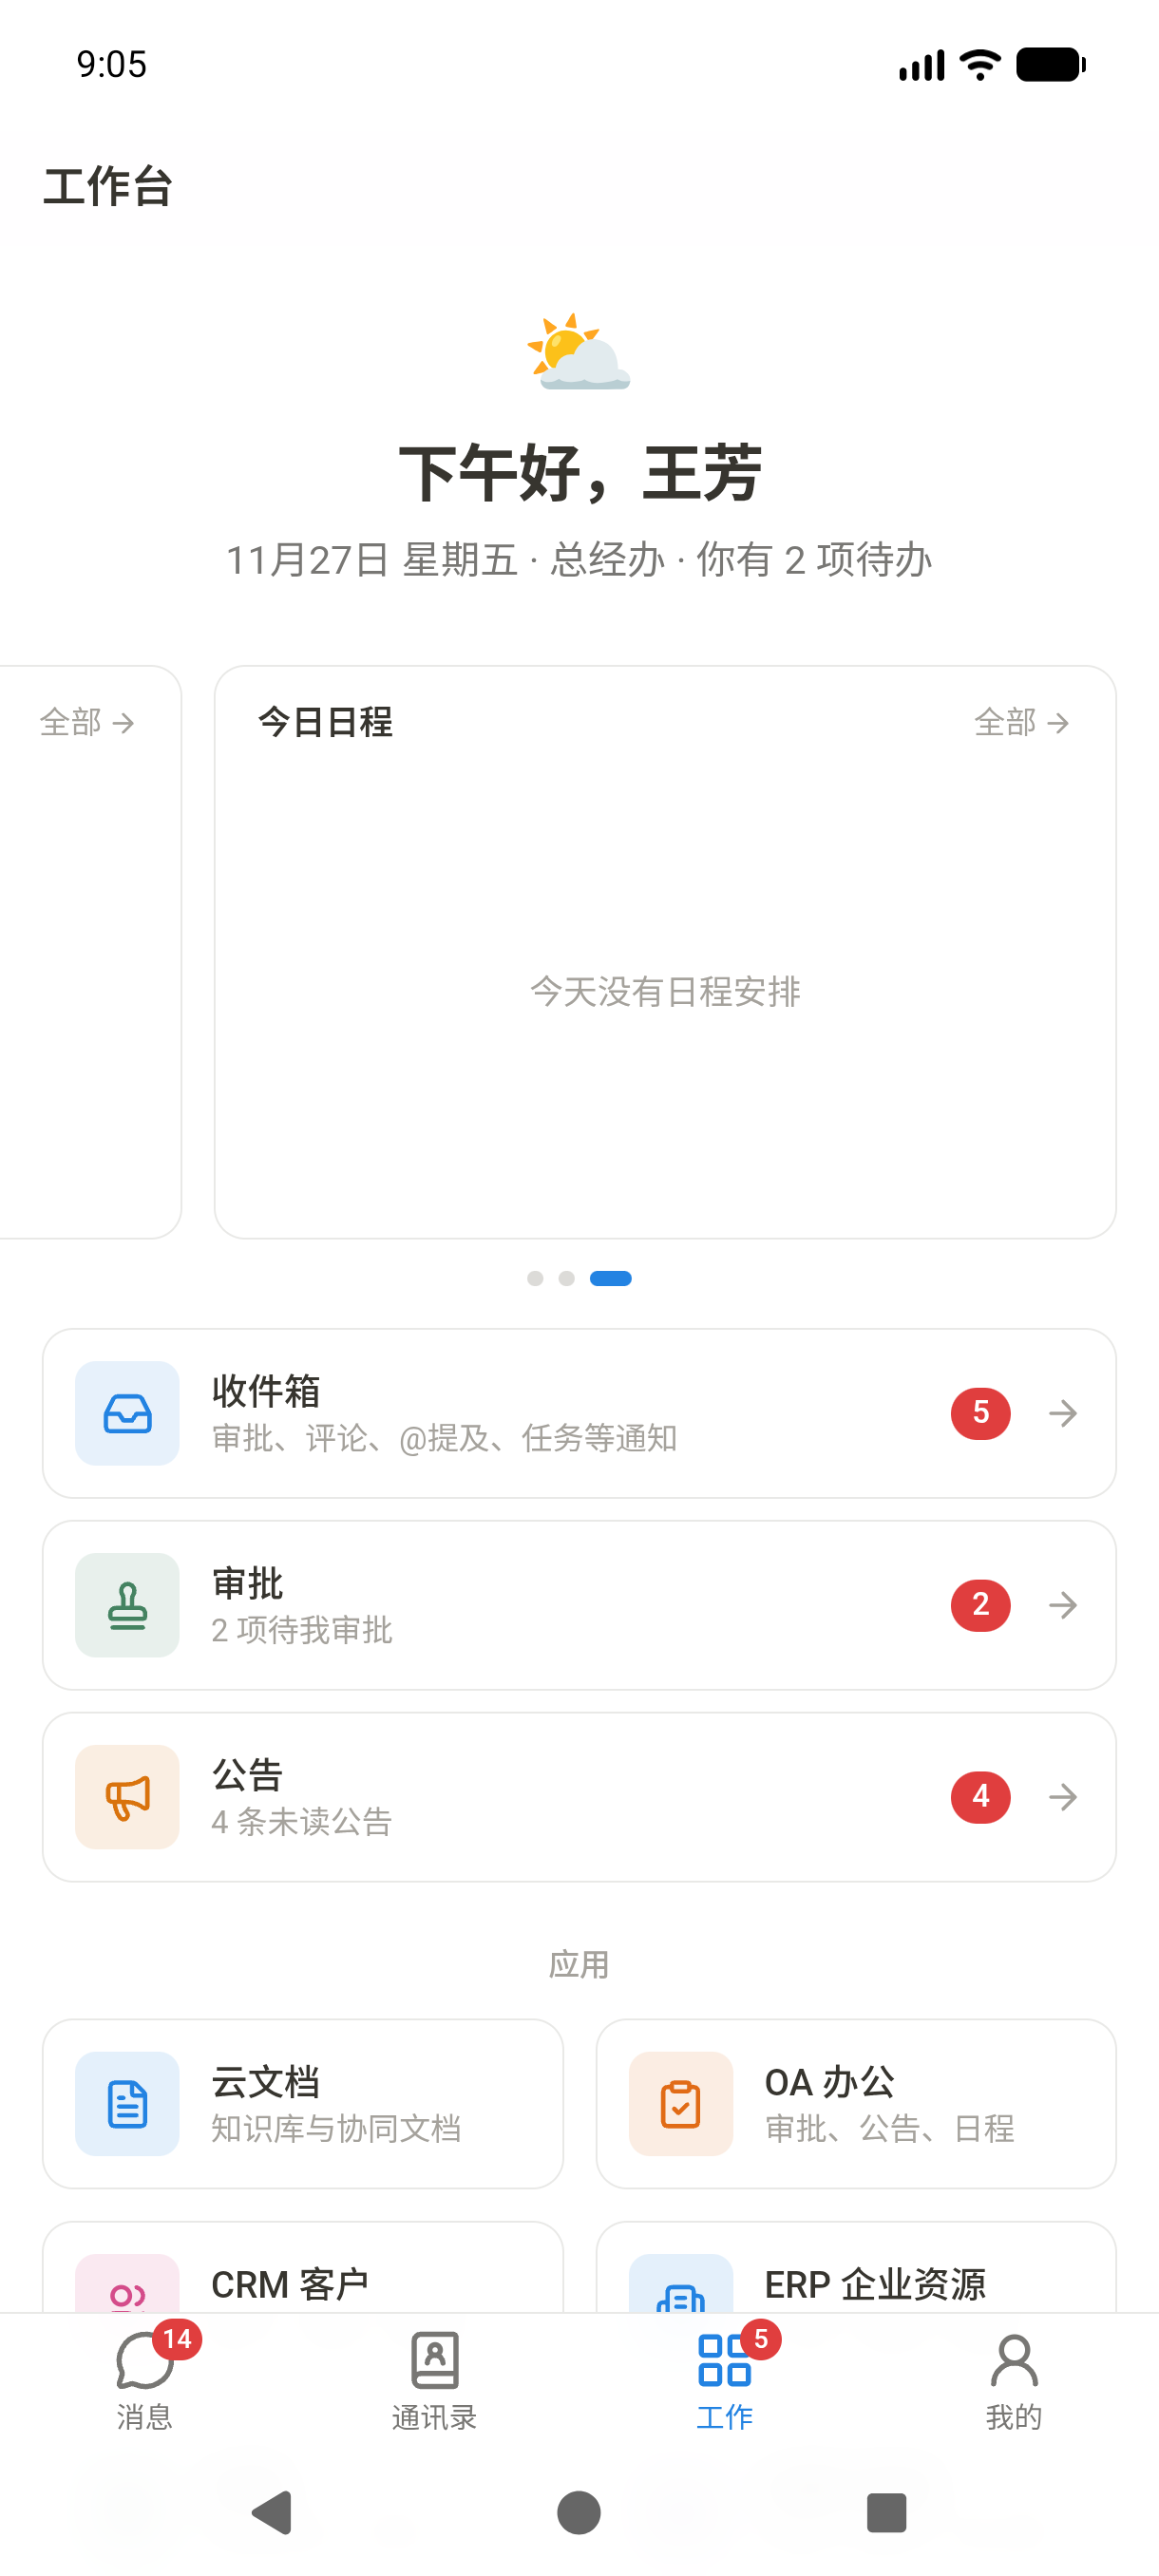 9:05
工作台
下午好，王芳
11月27日 星期五 · 总经办 · 你有 2 项待办
全部
今日日程
全部
今天没有日程安排
收件箱
审批、评论、@提及、任务等通知
5
审批
2 项待我审批
2
公告
4 条未读公告
4
应用
云文档
知识库与协同文档
OA 办公
审批、公告、日程
CRM 客户
ERP 企业资源
14
消息
通讯录
5
工作
我的